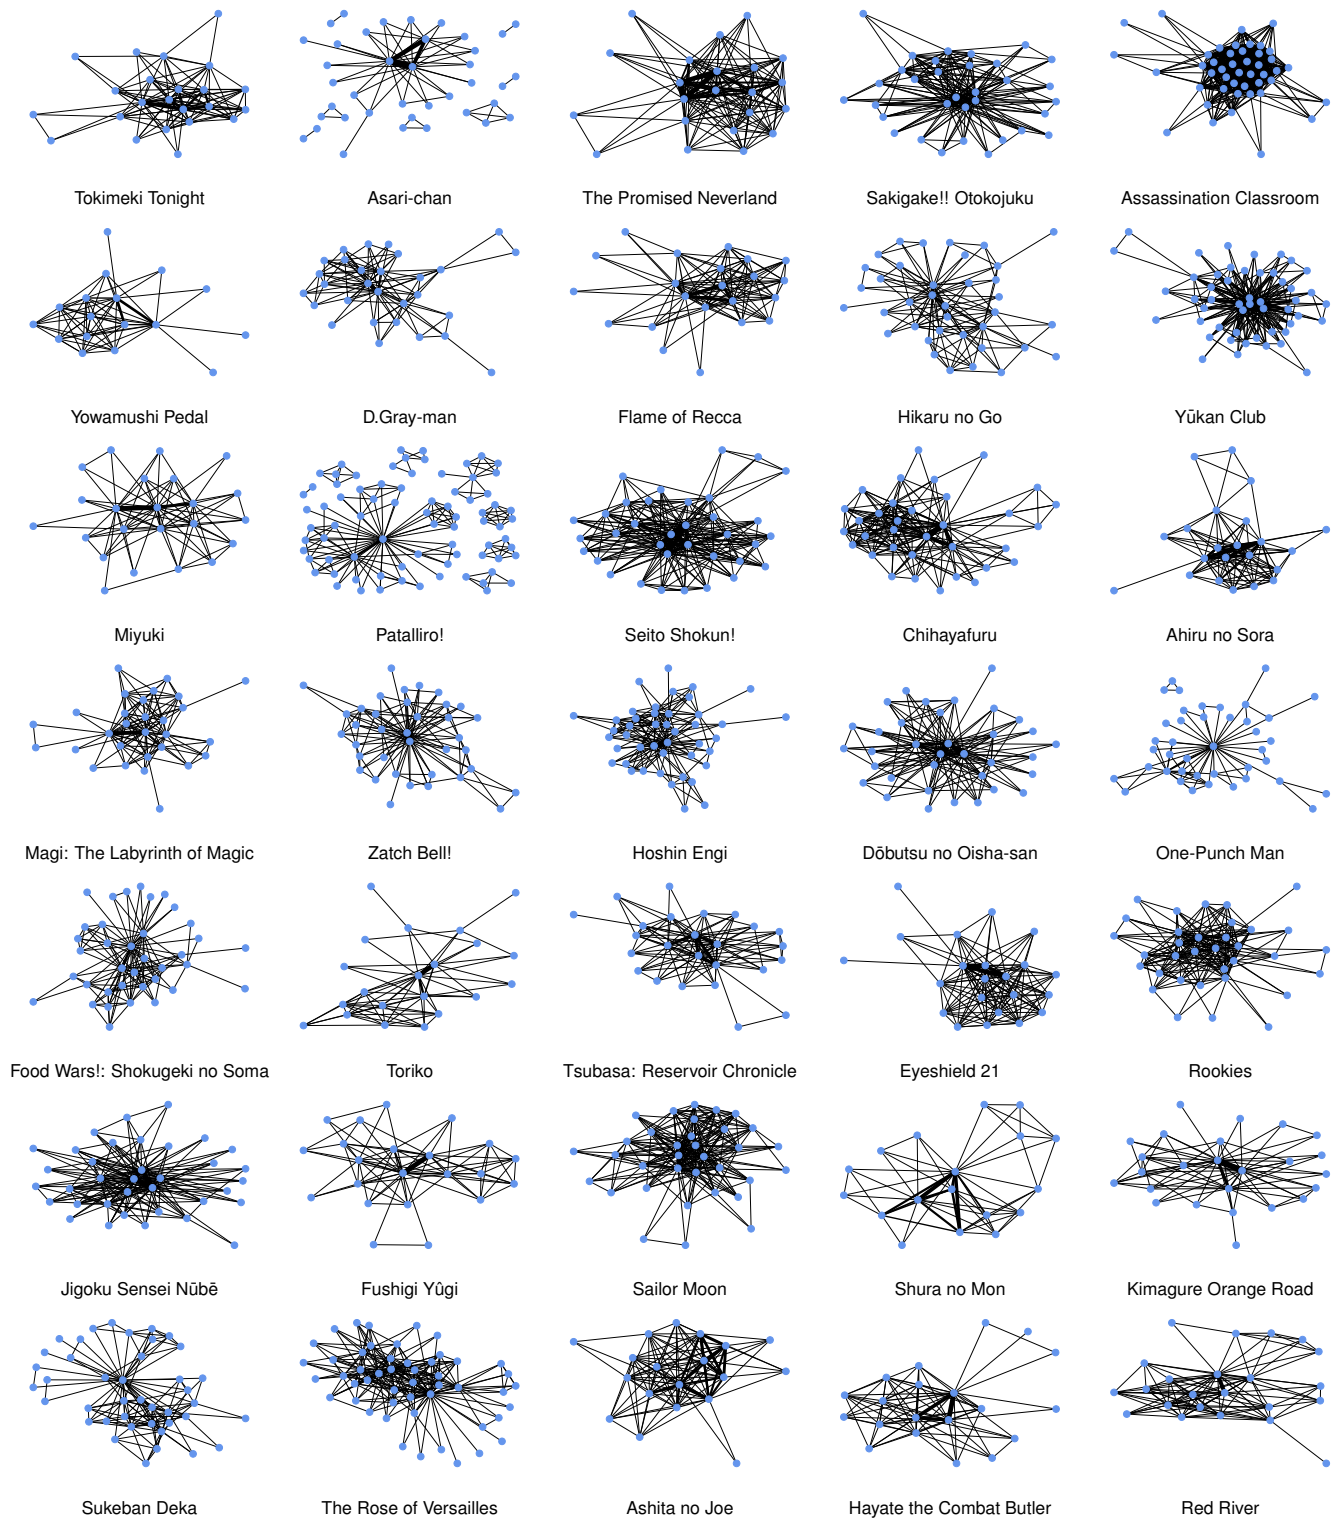 Tokimeki Tonight
Asari-chan
The Promised Neverland
Sakigake!! Otokojuku
Assassination Classroom
Yowamushi Pedal
D.Gray-man
Flame of Recca
Hikaru no Go
Yūkan Club
Miyuki
Patalliro!
Seito Shokun!
Chihayafuru
Ahiru no Sora
Magi: The Labyrinth of Magic
Zatch Bell!
Hoshin Engi
Dōbutsu no Oisha-san
One-Punch Man
Food Wars!: Shokugeki no Soma
Toriko
Tsubasa: Reservoir Chronicle
Eyeshield 21
Rookies
Jigoku Sensei Nūbē
Fushigi Yûgi
Sailor Moon
Shura no Mon
Kimagure Orange Road
Sukeban Deka
The Rose of Versailles
Ashita no Joe
Hayate the Combat Butler
Red River